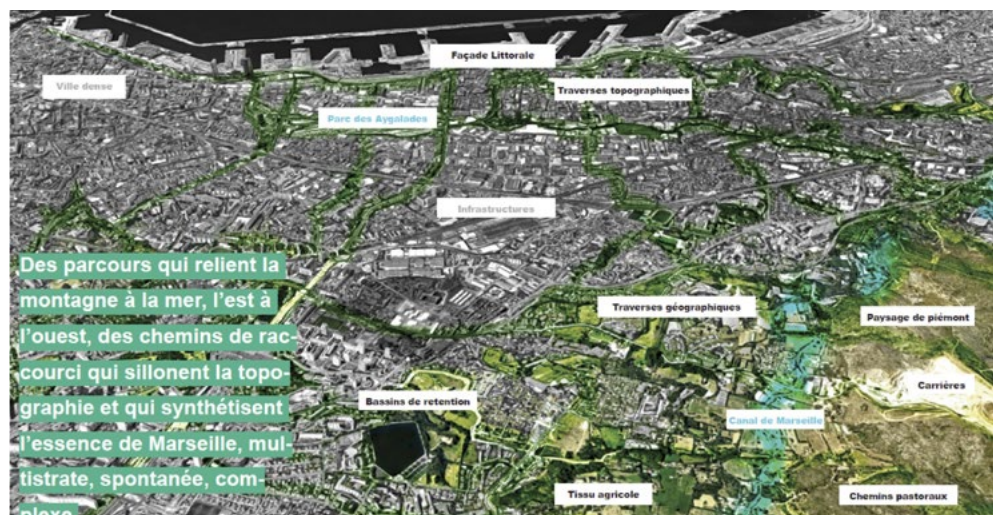 Façade Littorale
Ville dense
Traverses topographiques
Parc des Aygalades
Infrastructures
Des parcours qui relient la
montagne à la mer, l'est à
l'ouest, des chemins de rac-
courci qui sillonent la topo-
graphie et qui synthétisent
l'essence de Marseille, mul-
tistrate, spontanée, com-
plexe
Traverses géographiques
Paysage de piémont
Carrières
Bassins de retention
Canal de Marseille
Tissu agricole
Chemins pastoraux